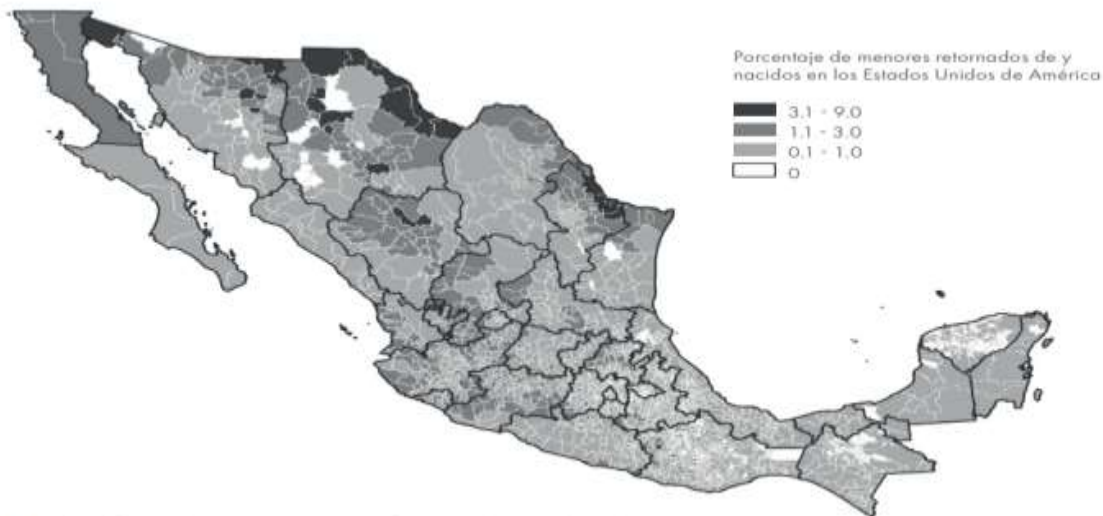 Porcentaje de menores retornados de y
nacidos en los Estados Unidos de América
3.1 - 9.0
1.1 - 3.0
0.1 - 1.0
0